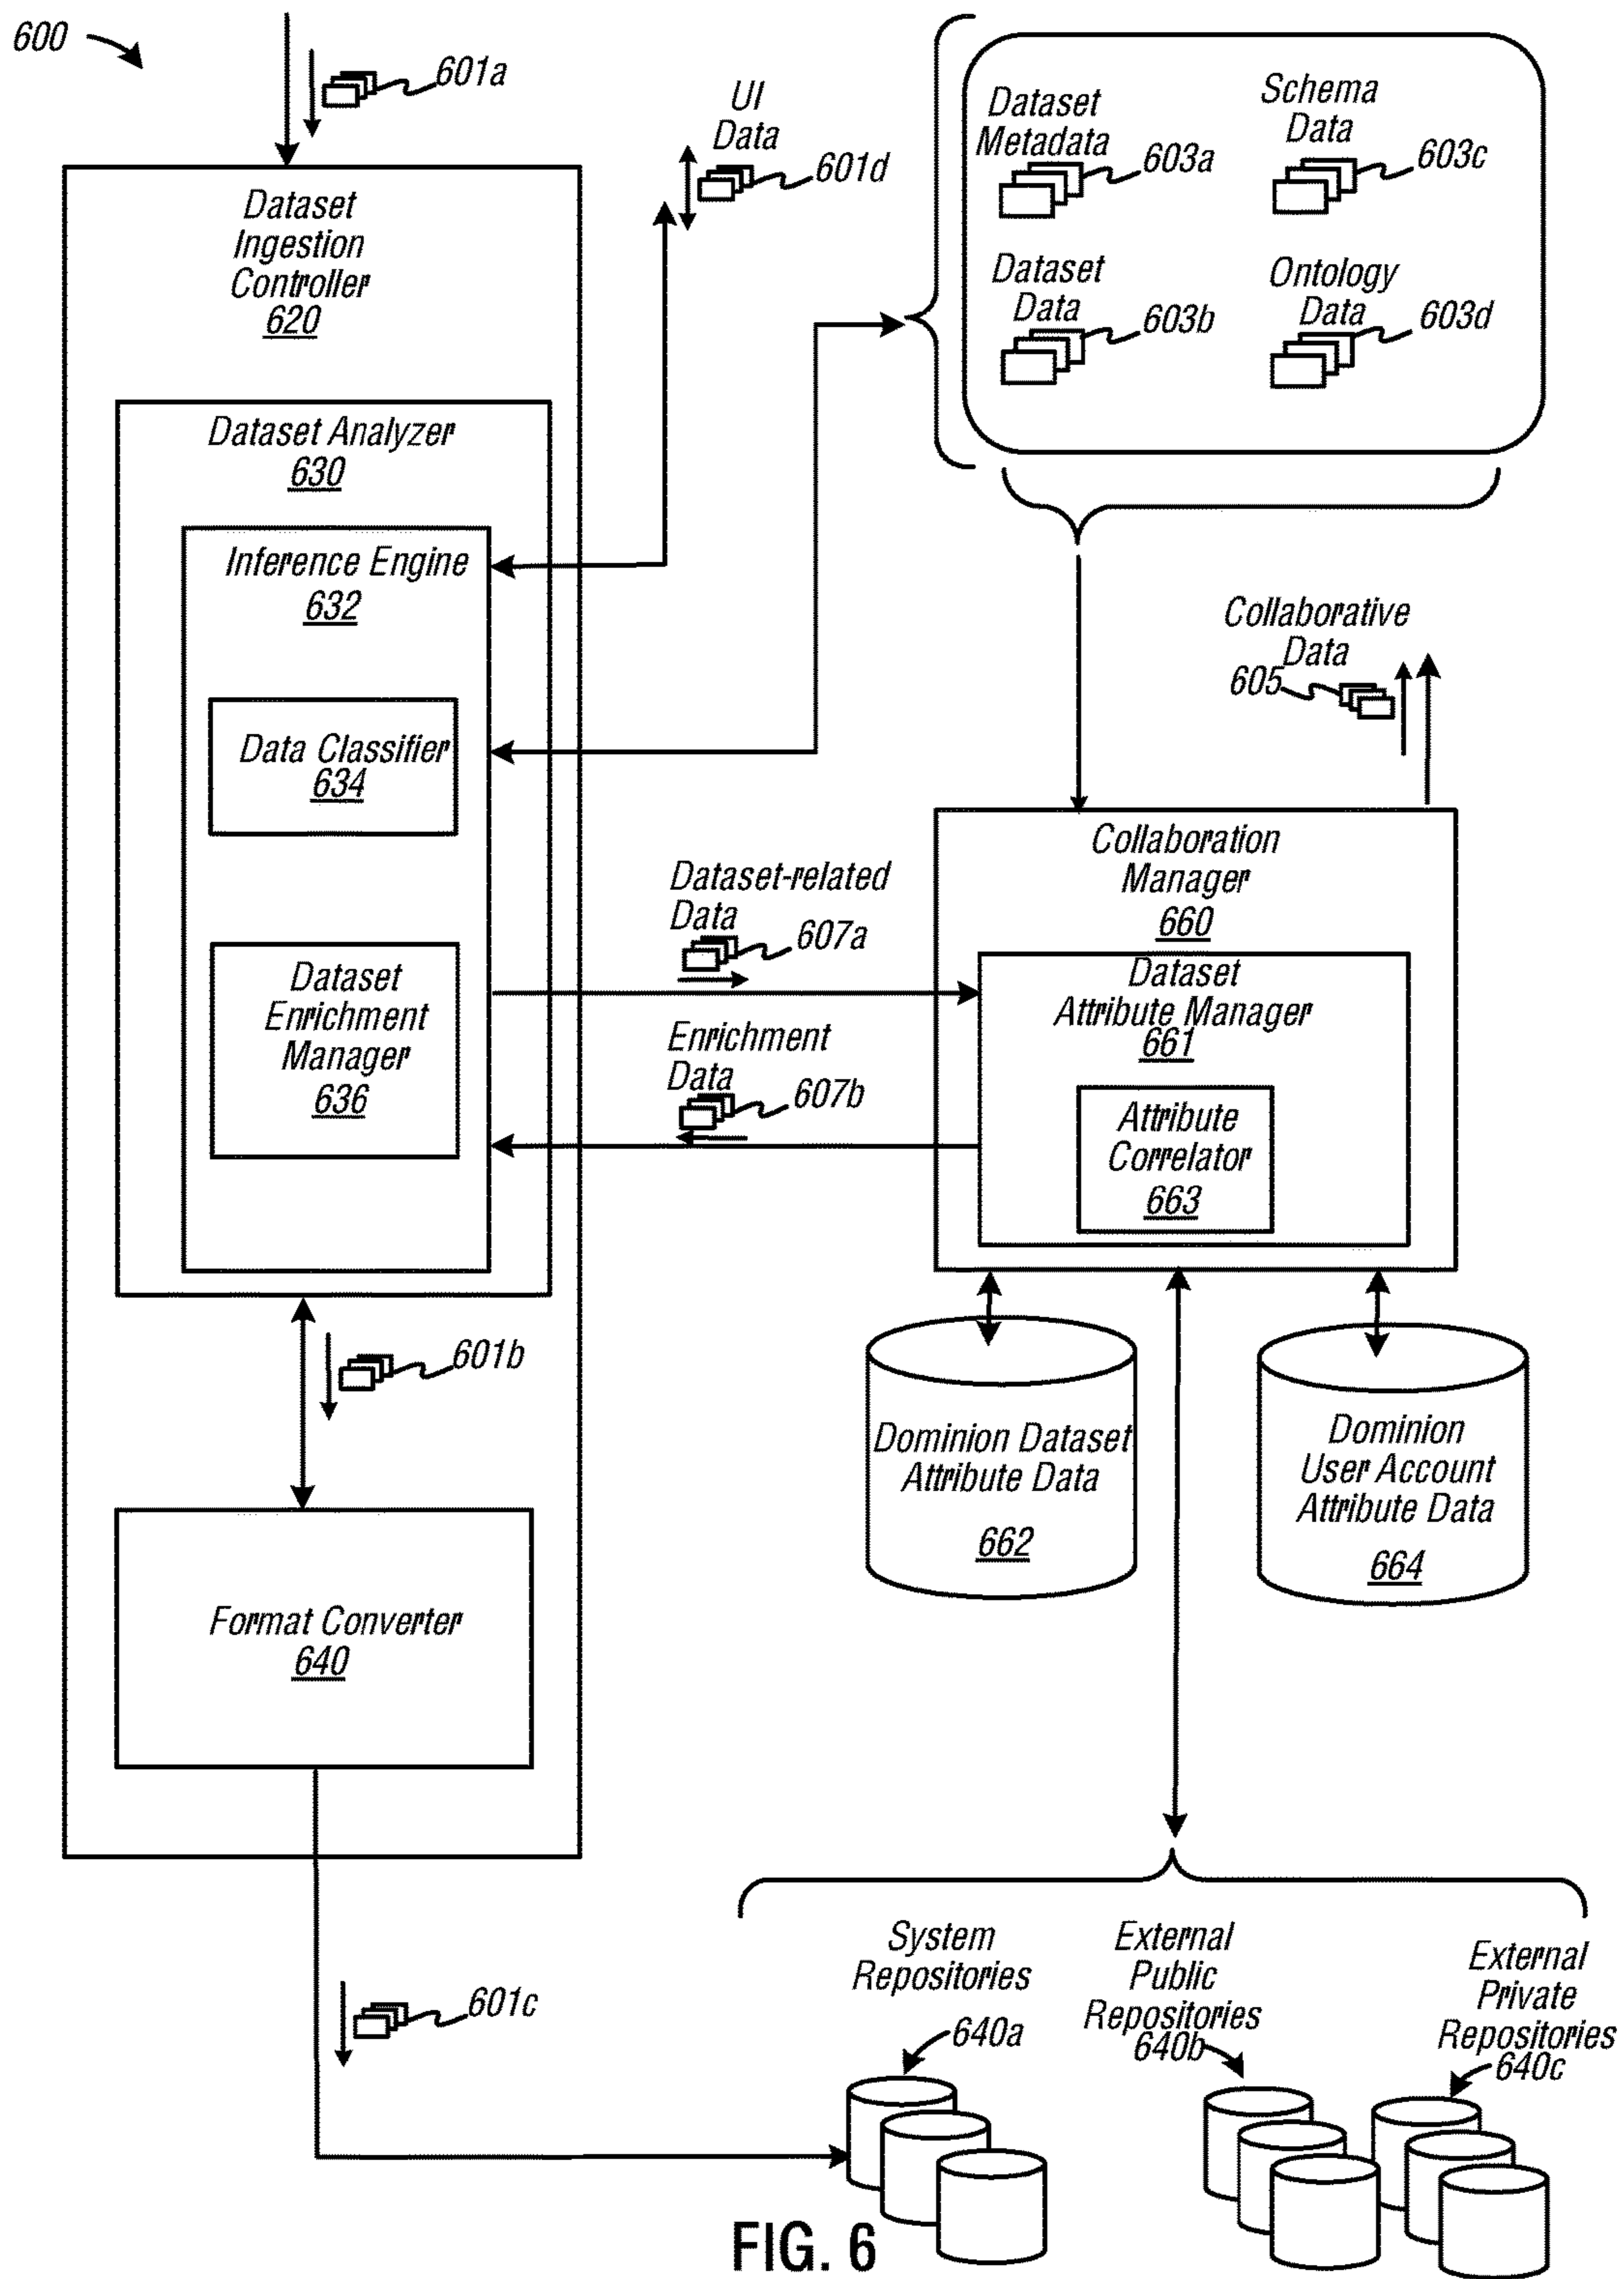 600
601a
UI
Data
601d
Dataset
Metadata
603a
Schema
Data
603c
Dataset
Data
603b
Ontology
Data
603d
Dataset
Ingestion
Controller
620
Dataset Analyzer
630
Inference Engine
632
Data Classifier
634
Dataset
Enrichment
Manager
636
Collaborative
Data
605
Dataset-related
Data
607a
Enrichment
Data
607b
Collaboration
Manager
660
Dataset
Attribute Manager
661
Attribute
Correlator
663
601b
Dominion Dataset
Attribute Data
662
Dominion
User Account
Attribute Data
664
Format Converter
640
601c
System
Repositories
640a
External
Public
Repositories
640b
External
Private
Repositories
640c
FIG. 6